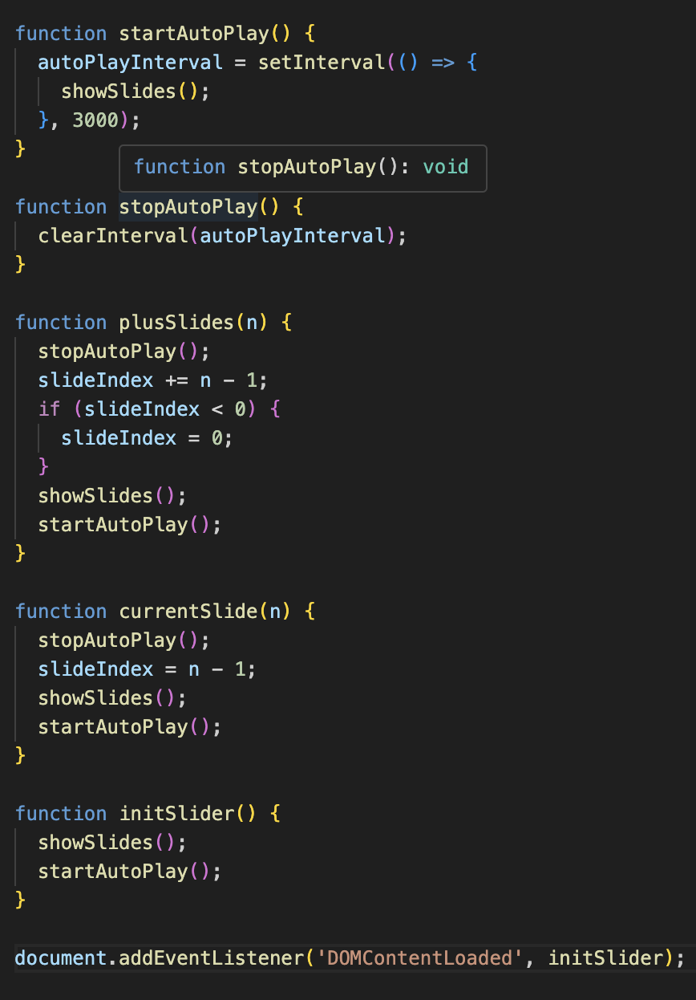 function startAutoPlay() {
  autoPlayInterval = setInterval(() => {
    showSlides();
  }, 3000);
}
function stopAutoPlay(): void
function stopAutoPlay() {
  clearInterval(autoPlayInterval);
}

function plusSlides(n) {
  stopAutoPlay();
  slideIndex += n - 1;
  if (slideIndex < 0) {
    slideIndex = 0;
  }
  showSlides();
  startAutoPlay();
}

function currentSlide(n) {
  stopAutoPlay();
  slideIndex = n - 1;
  showSlides();
  startAutoPlay();
}

function initSlider() {
  showSlides();
  startAutoPlay();
}

document.addEventListener('DOMContentLoaded', initSlider);